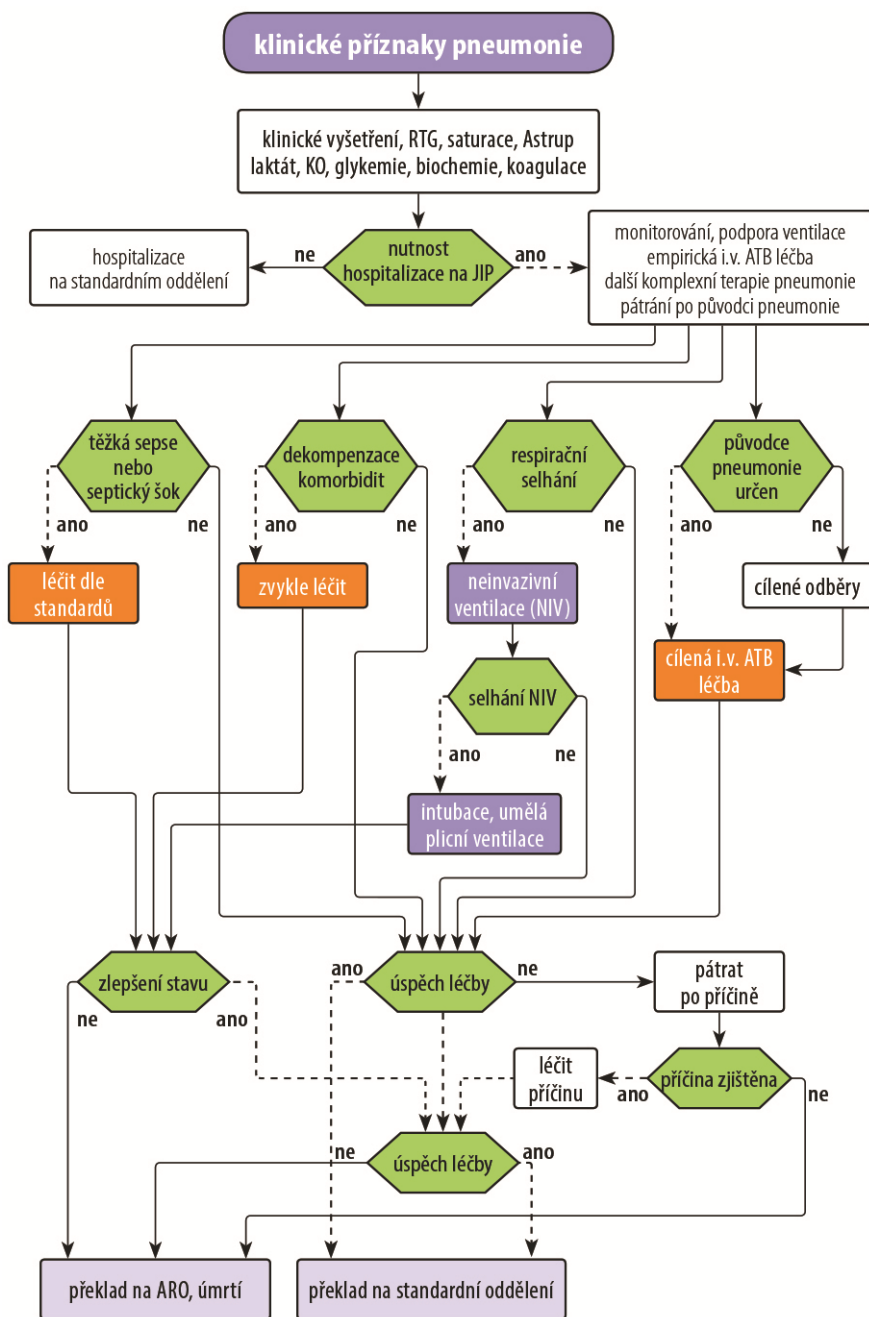 klinické příznaky pneumonie
klinické vyšetření, RTG, saturace, Astrup
laktát, KO, glykemie, biochemie, koagulace
hospitalizace
na standardním oddělení
ne
nutnost
hospitalizace na JIP
ano
monitorování, podpora ventilace
empirická i.v. ATB léčba
další komplexní terapie pneumonie
pátrání po původci pneumonie
těžká sepse
nebo
septický šok
ano
ne
dekompenzace
komorbidit
ano
ne
respirační
selhání
ano
ne
původce
pneumonie
určen
ano
ne
léčit dle
standardů
zvykle léčit
neinvazivní
ventilace (NIV)
cílené odběry
cílená i.v. ATB
léčba
selhání NIV
ano
ne
intubace, umělá
plicní ventilace
zlepšení stavu
ne
ano
ano
úspěch léčby
ne
pátrat
po příčině
léčit
příčinu
ano
příčina zjištěna
ne
ne
úspěch léčby
ano
překlad na ARO, úmrtí
překlad na standardní oddělení